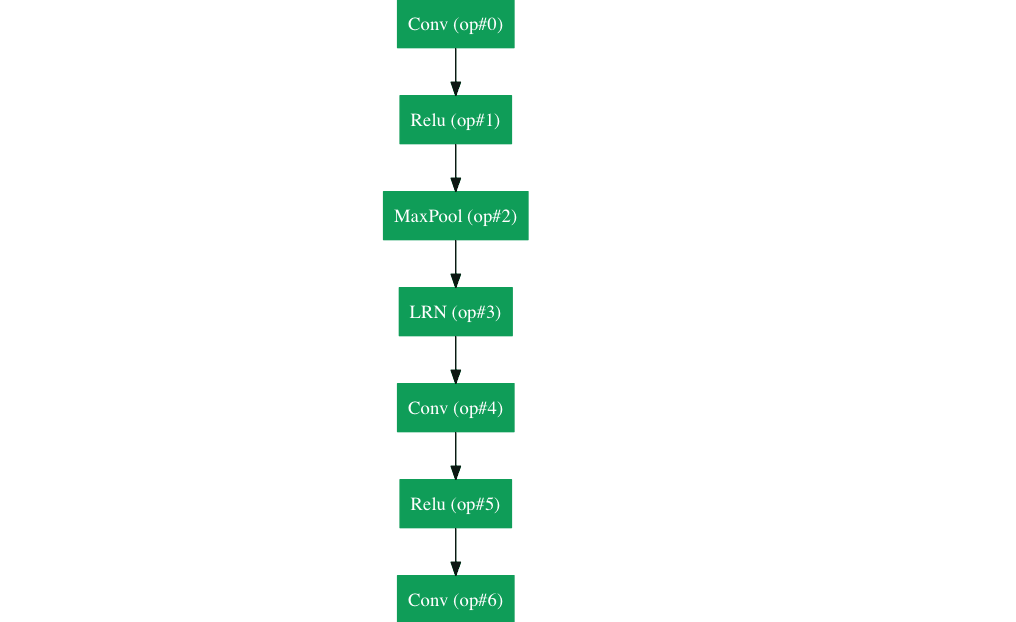 Conv (op#0)
Relu (op#1)
MaxPool (op#2)
LRN (op#3)
Conv (op#4)
Relu (op#5)
Conv (op#6)